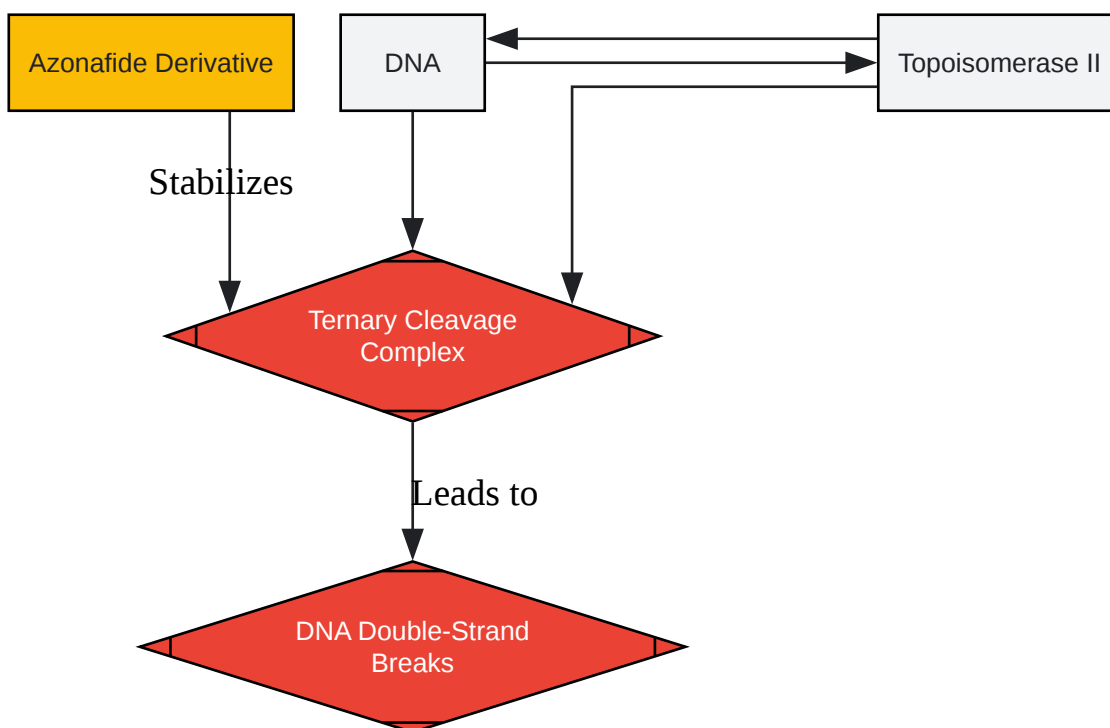 Azonafide Derivative
DNA
Topoisomerase II
Stabilizes
Ternary Cleavage
Complex
Leads to
DNA Double-Strand
Breaks